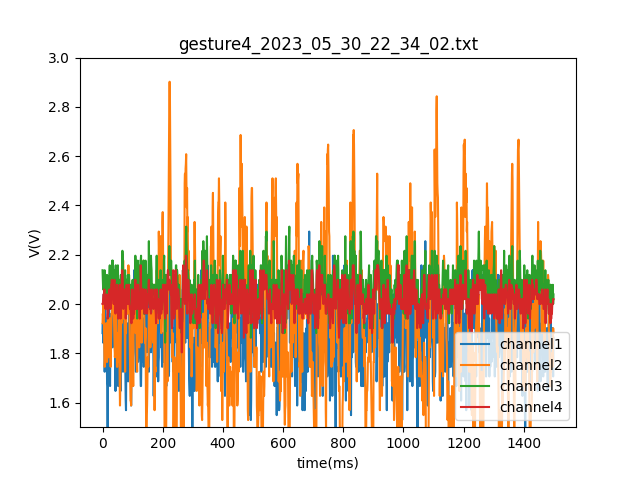 gesture4_2023_05_30_22_34_02.txt
3.0
2.8
2.6
2.4
2.2
2.0
1.8
1.6
V(V)
channel1
channel2
channel3
channel4
0 200 400 600 800 1000 1200 1400
time(ms)